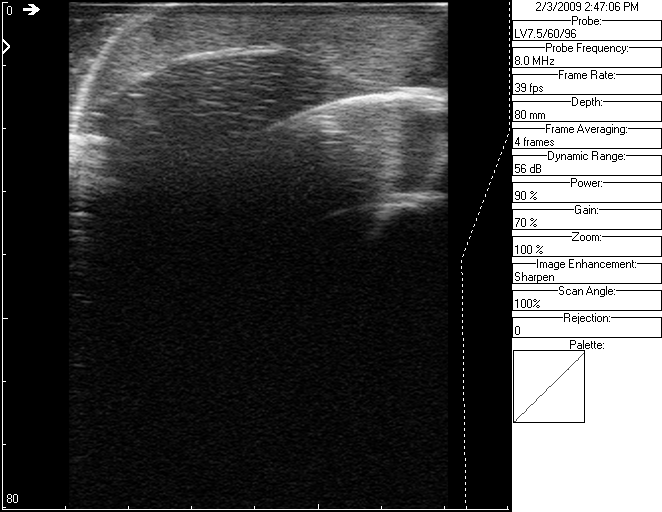 0
2/3/2009 2:47:06 PM
Probe:
LV7.5/60/96
Probe Frequency:
8.0 MHz
Frame Rate:
39 fps
Depth:
80 mm
Frame Averaging:
4 frames
Dynamic Range:
56 dB
Power:
90 %
Gain:
70 %
Zoom:
100 %
Image Enhancement:
Sharpen
Scan Angle:
100%
Rejection:
0
Palette:
80